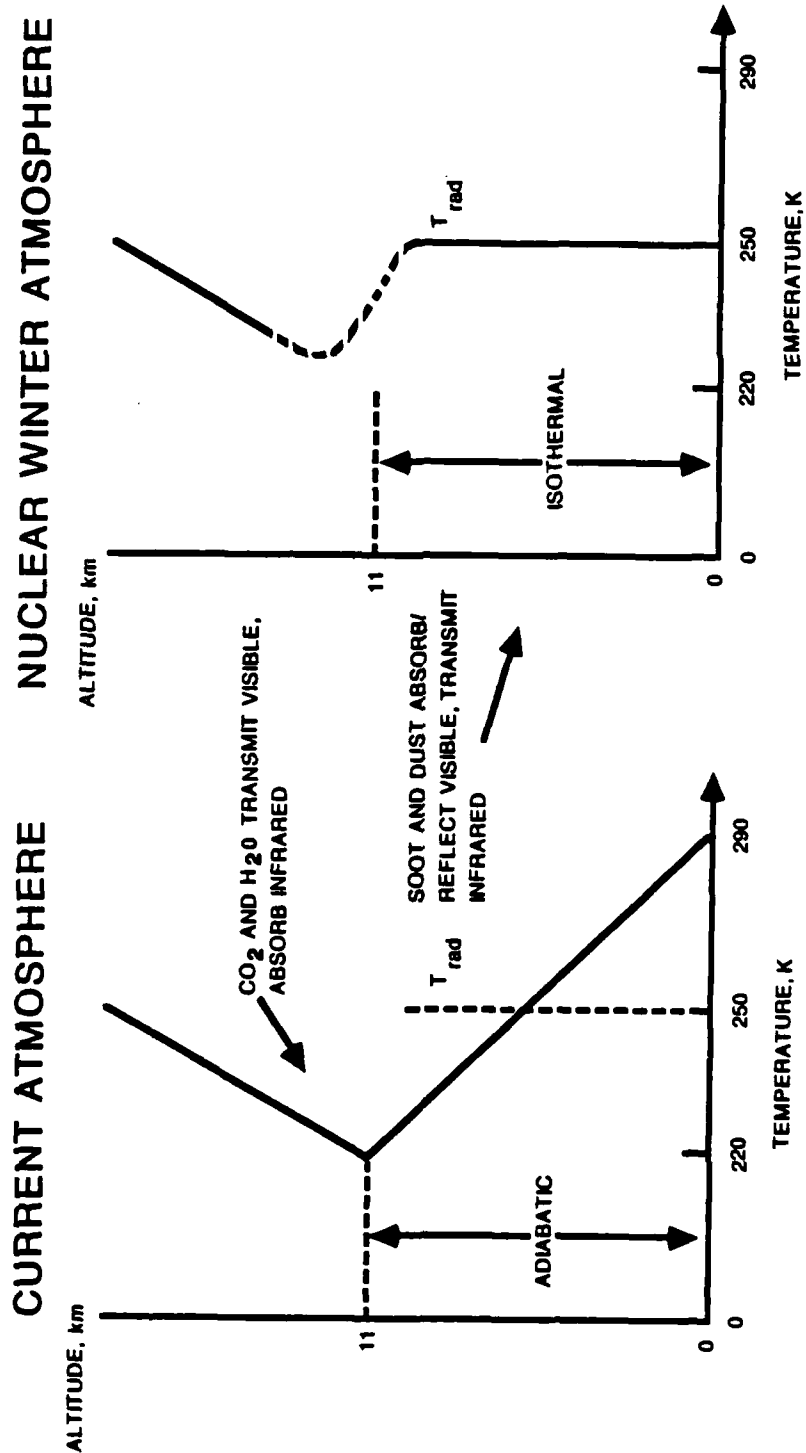 CURRENT ATMOSPHERE
ALTITUDE, km
11
0
ADIABATIC
T rad
0
220
250
290
TEMPERATURE, K
CO2 AND H2O TRANSMIT VISIBLE,
ABSORB INFRARED
SOOT AND DUST ABSORB/
REFLECT VISIBLE, TRANSMIT
INFRARED
NUCLEAR WINTER ATMOSPHERE
ALTITUDE, km
11
0
ISOTHERMAL
T rad
0
220
250
290
TEMPERATURE, K